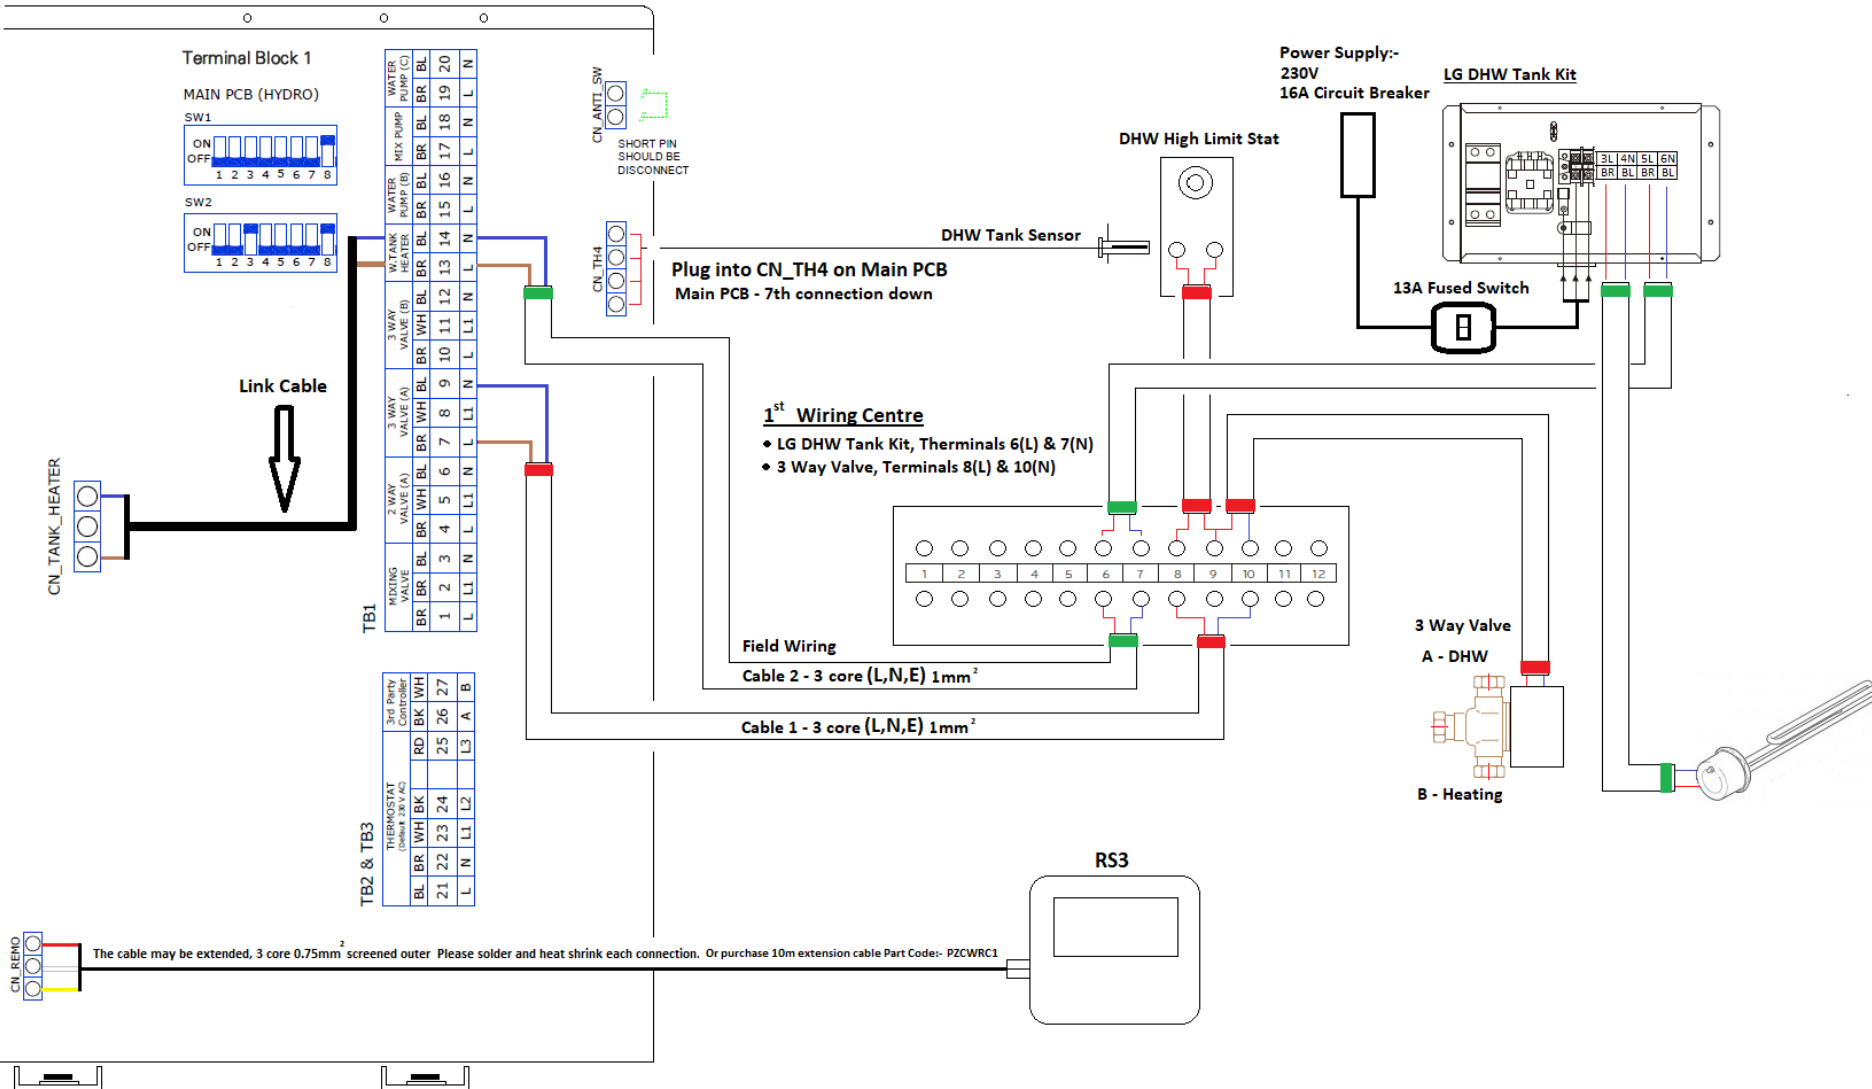 Terminal Block 1
MAIN PCB (HYDRO)
SW1
ON
OFF
1 2 3 4 5 6 7 8
SW2
ON
OFF
1 2 3 4 5 6 7 8
WATER PUMP (C) BL 20 N
BR 19 L
MIX PUMP BL 18 N
BR 17 L
WATER PUMP (B) BL 16 N
BR 15 L
W.TANK HEATER BL 14 N
BR 13 L
3 WAY VALVE (B) BL 12 N
WH 11 L1
BR 10 L
3 WAY VALVE (A) BL 9 N
WH 8 L1
BR 7 L
2 WAY VALVE (A) BL 6 N
WH 5 L1
BR 4 L
MIXING VALVE BL 3 N
BR 2 L1
BR 1 L
TB1
3rd Party Controller WH 27 B
BK 26 A
THERMOSTAT (Default: 230 V AC) RD 25 L3
BK 24 L2
WH 23 L1
BR 22 N
BL 21 L
TB2 & TB3
CN_ANTI_SW
SHORT PIN
SHOULD BE
DISCONNECT
CN_TH4
DHW Tank Sensor
Plug into CN_TH4 on Main PCB
Main PCB - 7th connection down
DHW High Limit Stat
Power Supply:-
230V
16A Circuit Breaker
LG DHW Tank Kit
3L 4N 5L 6N
BR BL BR BL
13A Fused Switch
Link Cable
CN_TANK_HEATER
1st Wiring Centre
• LG DHW Tank Kit, Therminals 6(L) & 7(N)
• 3 Way Valve, Terminals 8(L) & 10(N)
1 2 3 4 5 6 7 8 9 10 11 12
Field Wiring
Cable 2 - 3 core (L,N,E) 1mm²
Cable 1 - 3 core (L,N,E) 1mm²
3 Way Valve
A - DHW
B - Heating
RS3
CN_REMO
The cable may be extended, 3 core 0.75mm² screened outer Please solder and heat shrink each connection. Or purchase 10m extension cable Part Code:- PZCWRC1